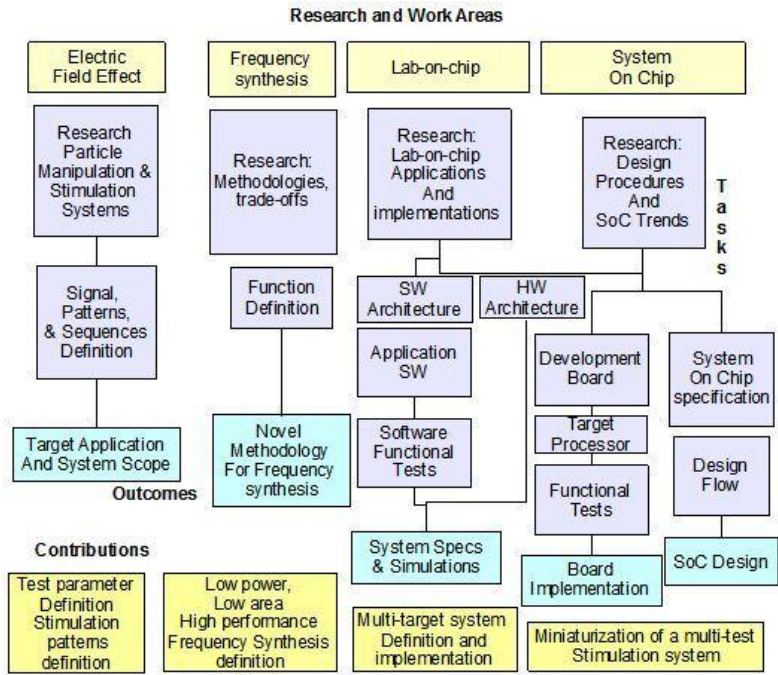 Research and Work Areas
Electric
Field Effect
Frequency
synthesis
Lab-on-chip
System
On Chip
Research
Particle
Manipulation &
Stimulation
Systems
Research:
Methodologies,
trade-offs
Research:
Lab-on-chip
Applications
And
implementations
Research:
Design
Procedures
And
SoC Trends
Tasks
Signal,
Patterns,
& Sequences
Definition
Function
Definition
SW
Architecture
HW
Architecture
Application
SW
Development
Board
System
On Chip
specification
Target Application
And System Scope
Outcomes
Novel
Methodology
For Frequency
synthesis
Software
Functional
Tests
Target
Processor
Functional
Tests
Design
Flow
System Specs
& Simulations
Board
Implementation
SoC Design
Contributions
Test parameter
Definition
Stimulation
patterns
definition
Low power,
Low area
High performance
Frequency Synthesis
definition
Multi-target system
Definition and
implementation
Miniaturization of a multi-test
Stimulation system